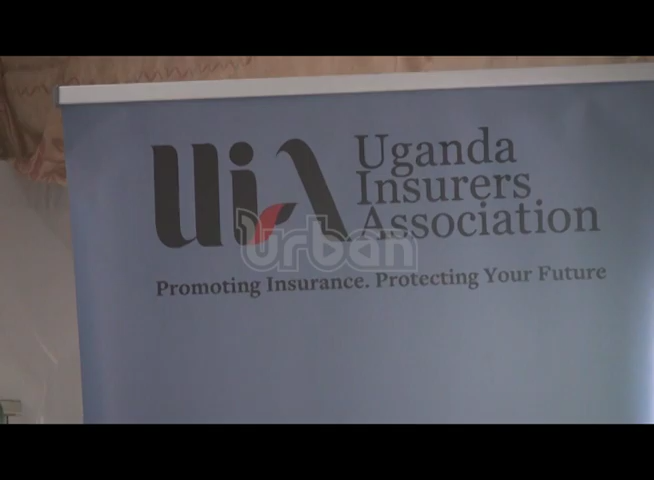 UiA
Uganda
Insurers
Association
urban
Promoting Insurance. Protecting Your Future